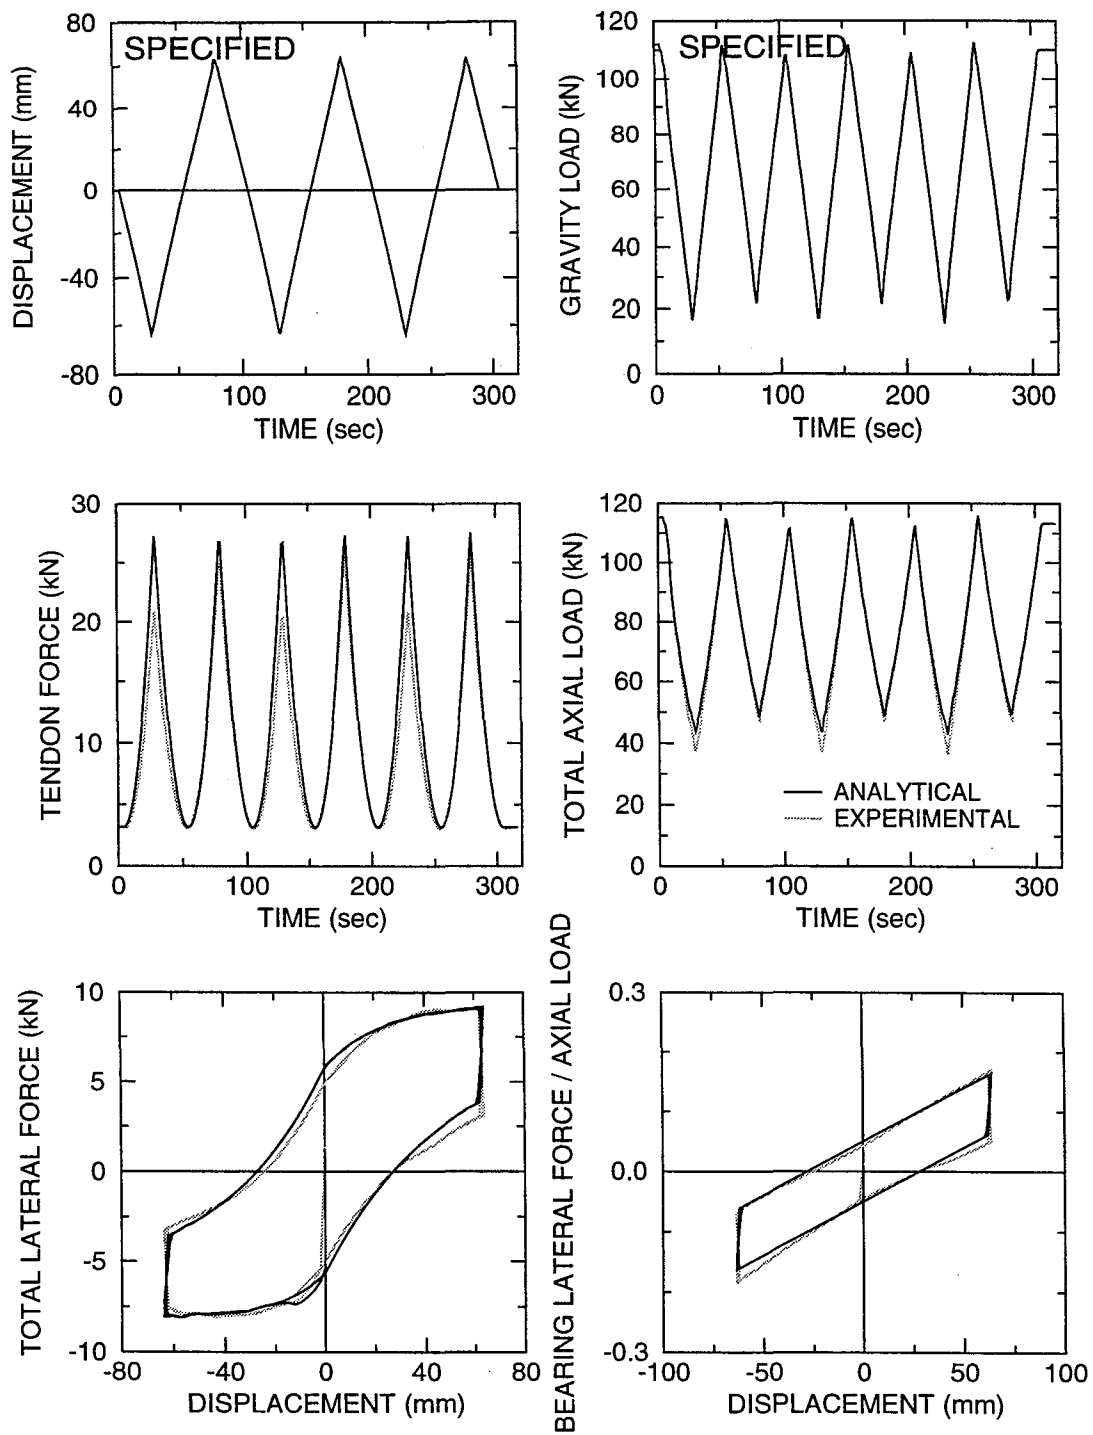 SPECIFIED
DISPLACEMENT (mm)
80
40
0
-40
-80
0 100 200 300
TIME (sec)
SPECIFIED
GRAVITY LOAD (kN)
120
100
80
60
40
20
0
0 100 200 300
TIME (sec)
TENDON FORCE (kN)
30
20
10
0
0 100 200 300
TIME (sec)
TOTAL AXIAL LOAD (kN)
120
100
80
60
40
20
0
ANALYTICAL
EXPERIMENTAL
0 100 200 300
TIME (sec)
TOTAL LATERAL FORCE (kN)
10
5
0
-5
-10
-80 -40 0 40 80
DISPLACEMENT (mm)
BEARING LATERAL FORCE / AXIAL LOAD
0.3
0.0
-0.3
-100 -50 0 50 100
DISPLACEMENT (mm)